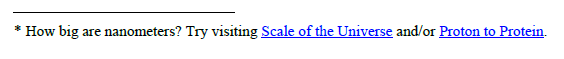 * How big are nanometers? Try visiting Scale of the Universe and/or Proton to Protein.